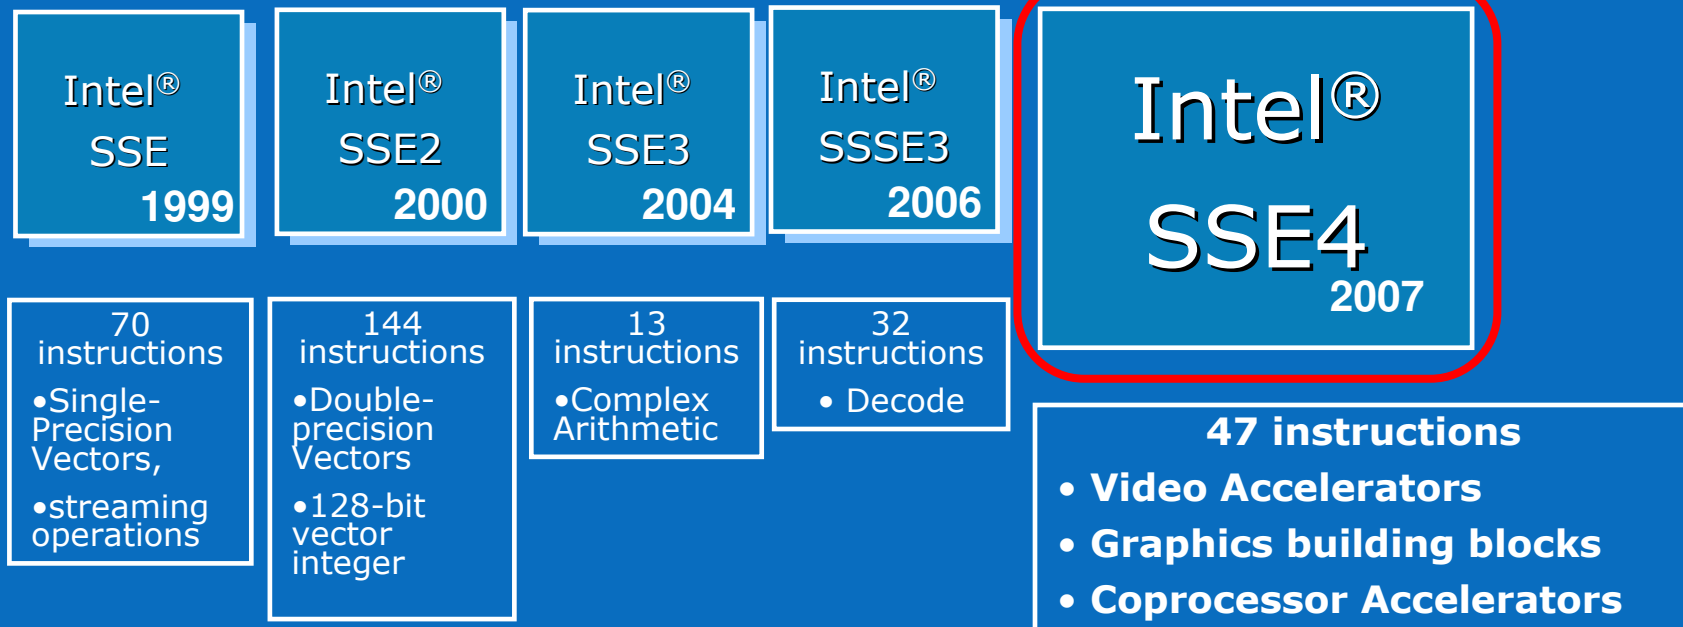 Intel®
SSE
1999
Intel®
SSE2
2000
Intel®
SSE3
2004
Intel®
SSSE3
2006
Intel®
SSE4
2007
70
instructions
•Single-
Precision
Vectors,
•streaming
operations
144
instructions
•Double-
precision
Vectors
•128-bit
vector
integer
13
instructions
•Complex
Arithmetic
32
instructions
• Decode
47 instructions
• Video Accelerators
• Graphics building blocks
• Coprocessor Accelerators